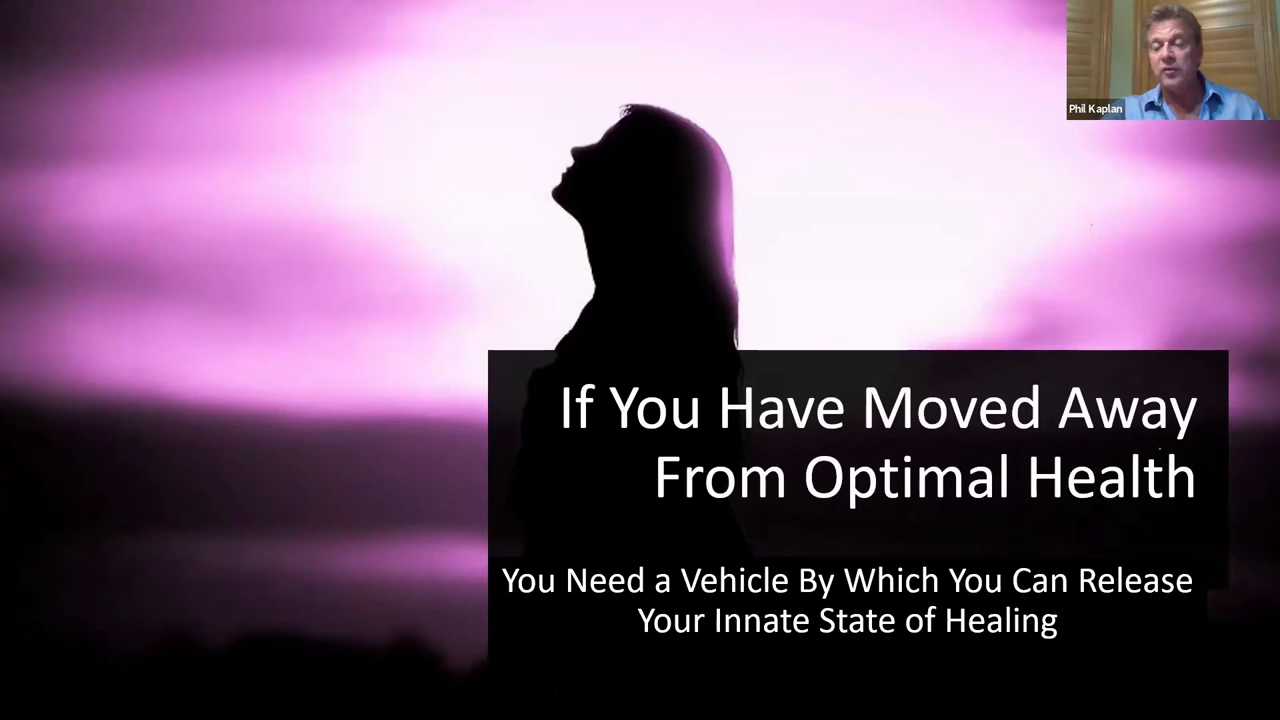 Phil Kaplan
If You Have Moved Away
From Optimal Health
You Need a Vehicle By Which You Can Release
Your Innate State of Healing